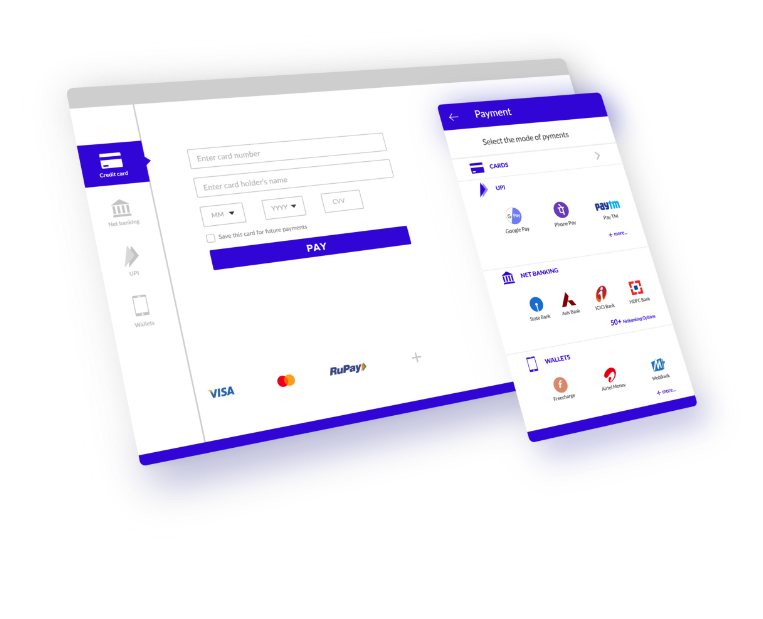 Credit card
Net banking
UPI
Wallets
Enter card number
Enter card holder's name
MM
YYYY
CVV
Save this card for future payments
PAY
VISA
RuPay
Payment
Select the mode of pyments
CARDS
UPI
G Pay
Google Pay
Phone Pay
paytm
Pay TM
+ more...
NET BANKING
State Bank
Axis Bank
ICICI Bank
HDFC Bank
50+ Netbanking Options
WALLETS
f
Freecharge
Airtel Money
Mobikwik
+ more...